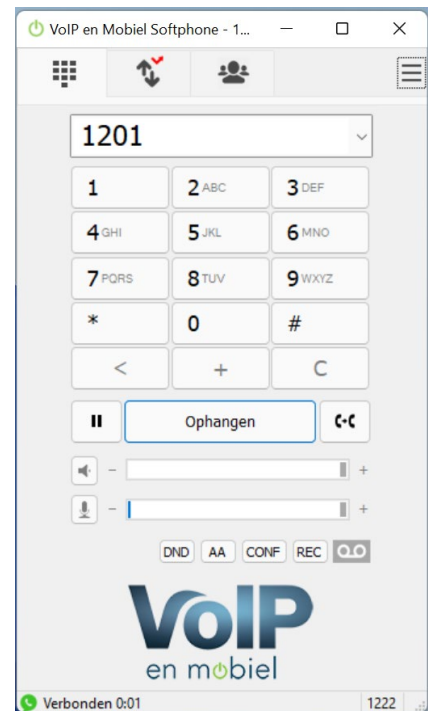 VoIP en Mobiel Softphone - 1...
1201
1 2 ABC 3 DEF
4 GHI 5 JKL 6 MNO
7 PQRS 8 TUV 9 WXYZ
* 0 #
< + C
Ophangen
- +
- +
DND AA CONF REC
VoIP
en mobiel
Verbonden 0:01 1222